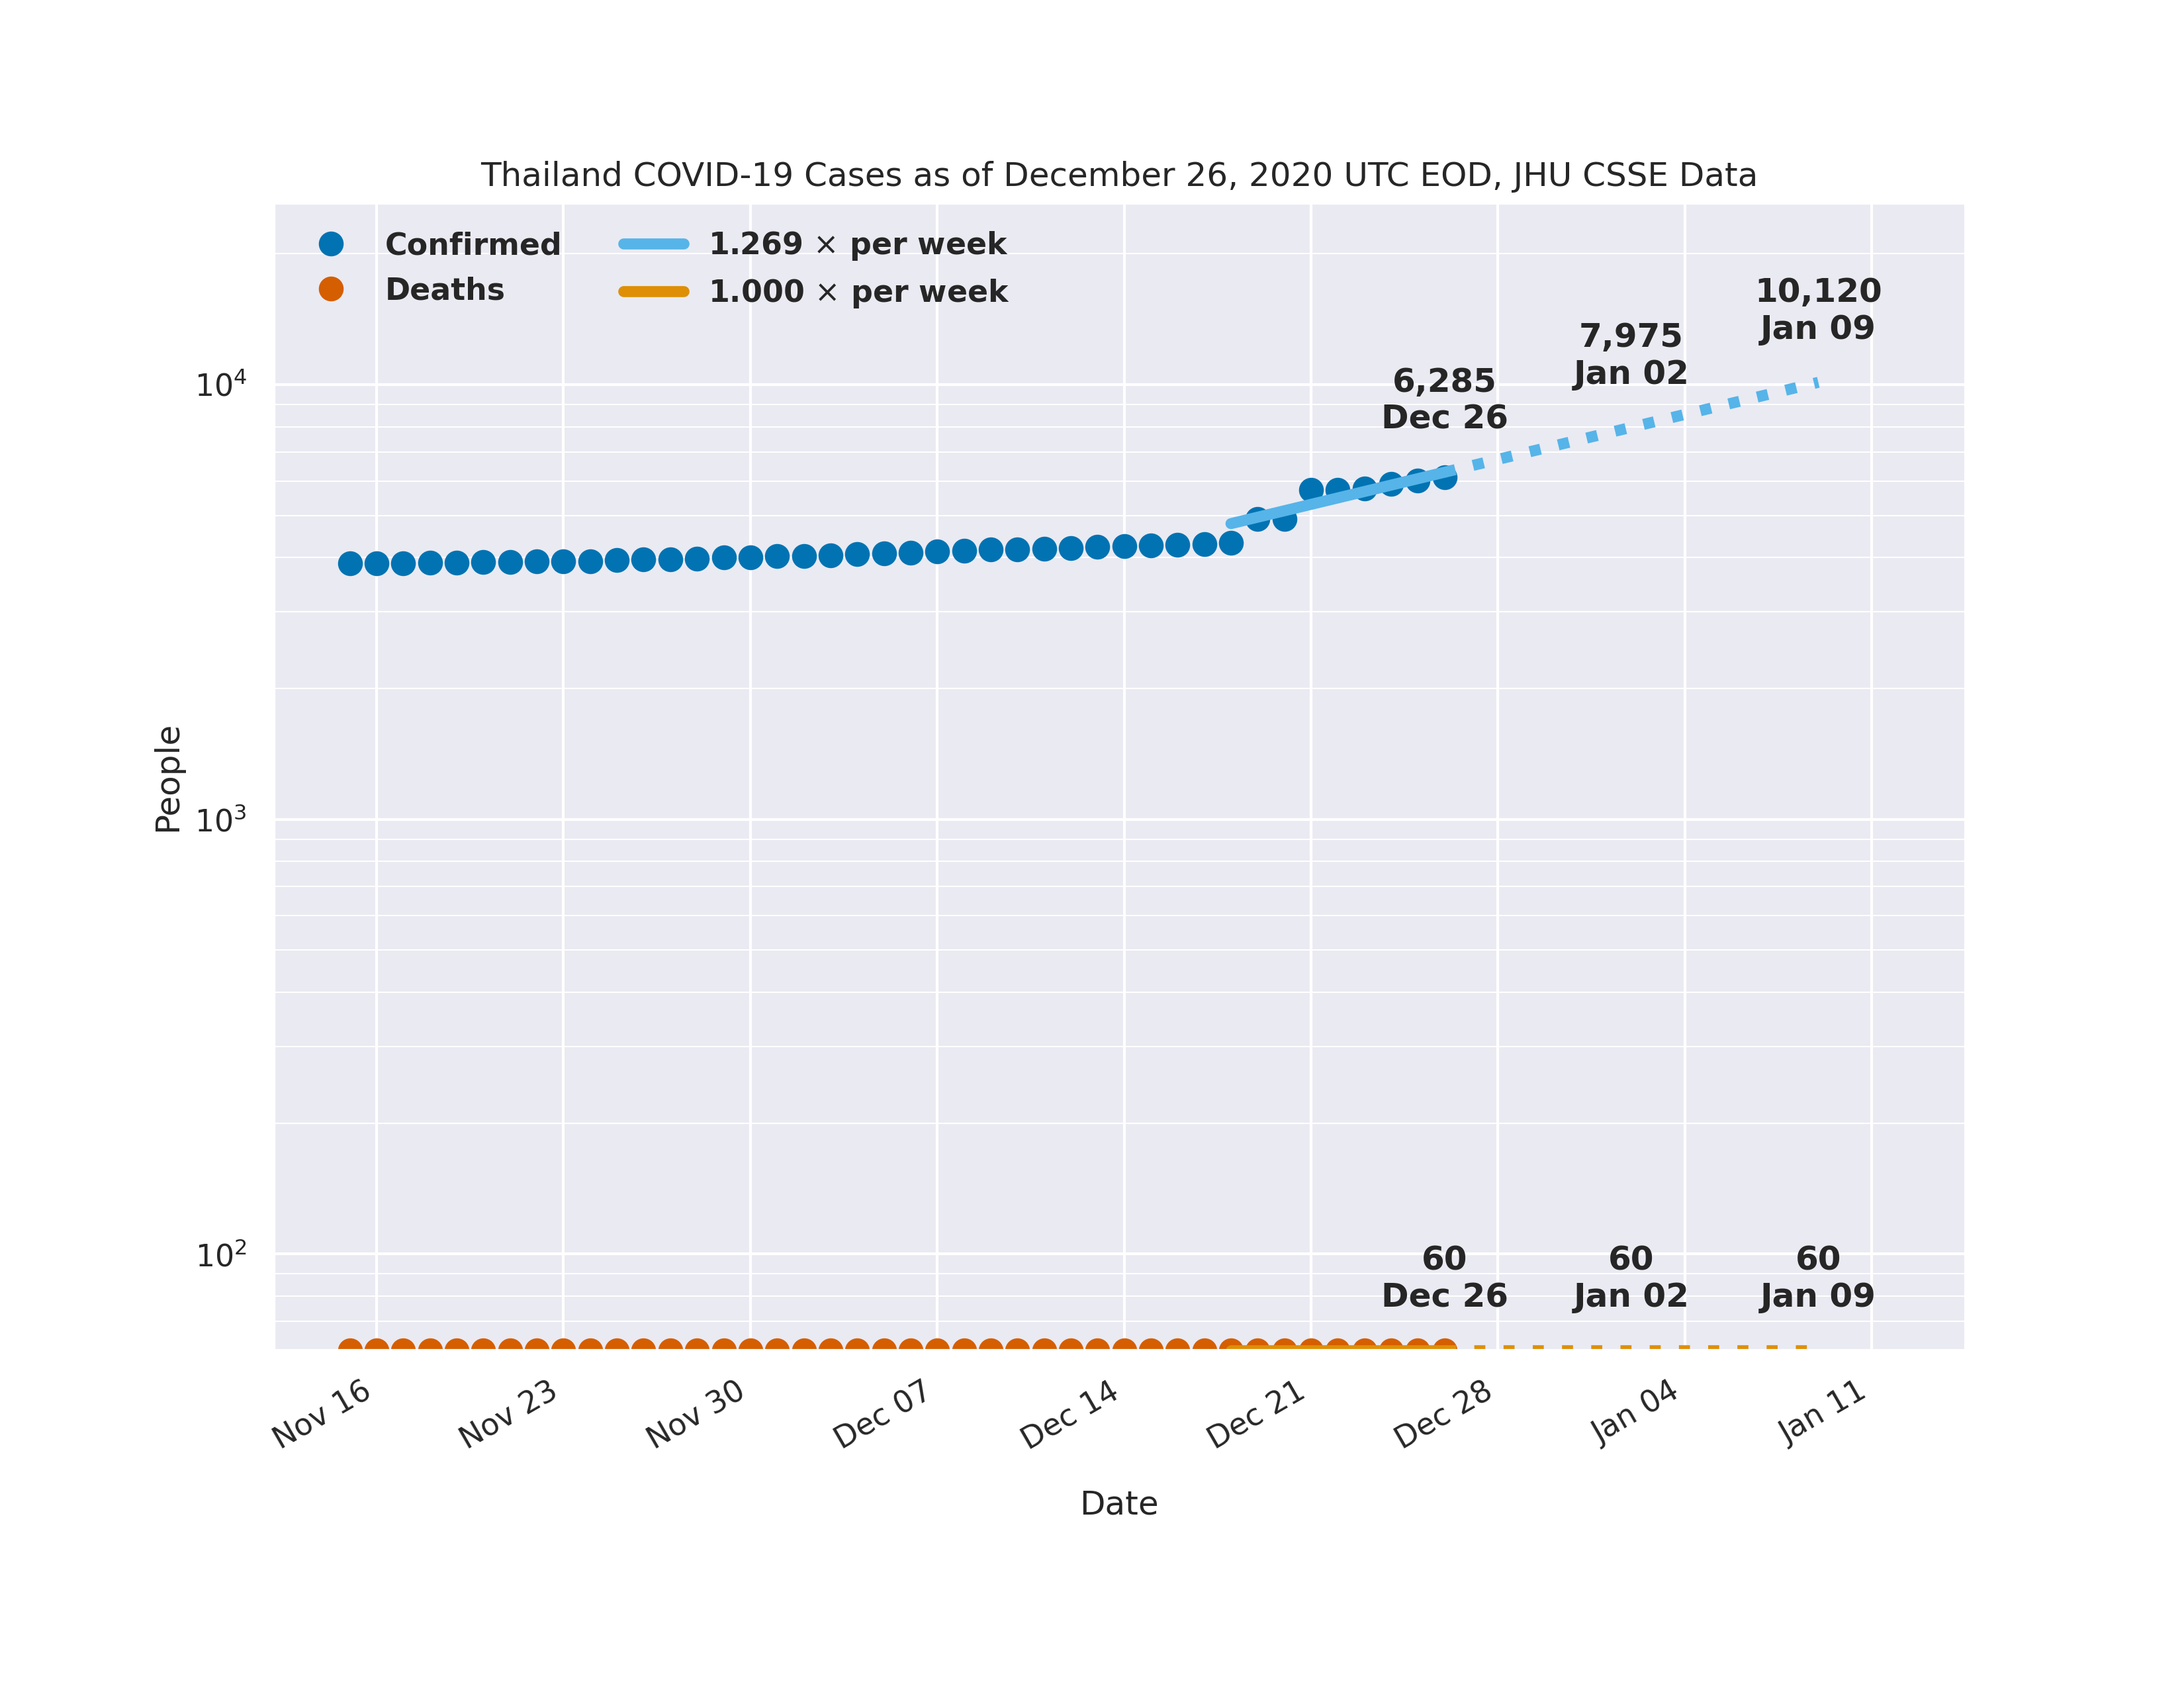 Thailand COVID-19 Cases as of December 26, 2020 UTC EOD, JHU CSSE Data
Confirmed
Deaths
1.269 × per week
1.000 × per week
10,120
Jan 09
7,975
Jan 02
6,285
Dec 26
10⁴
10³
10²
People
60
Dec 26
60
Jan 02
60
Jan 09
Nov 16
Nov 23
Nov 30
Dec 07
Dec 14
Dec 21
Dec 28
Jan 04
Jan 11
Date